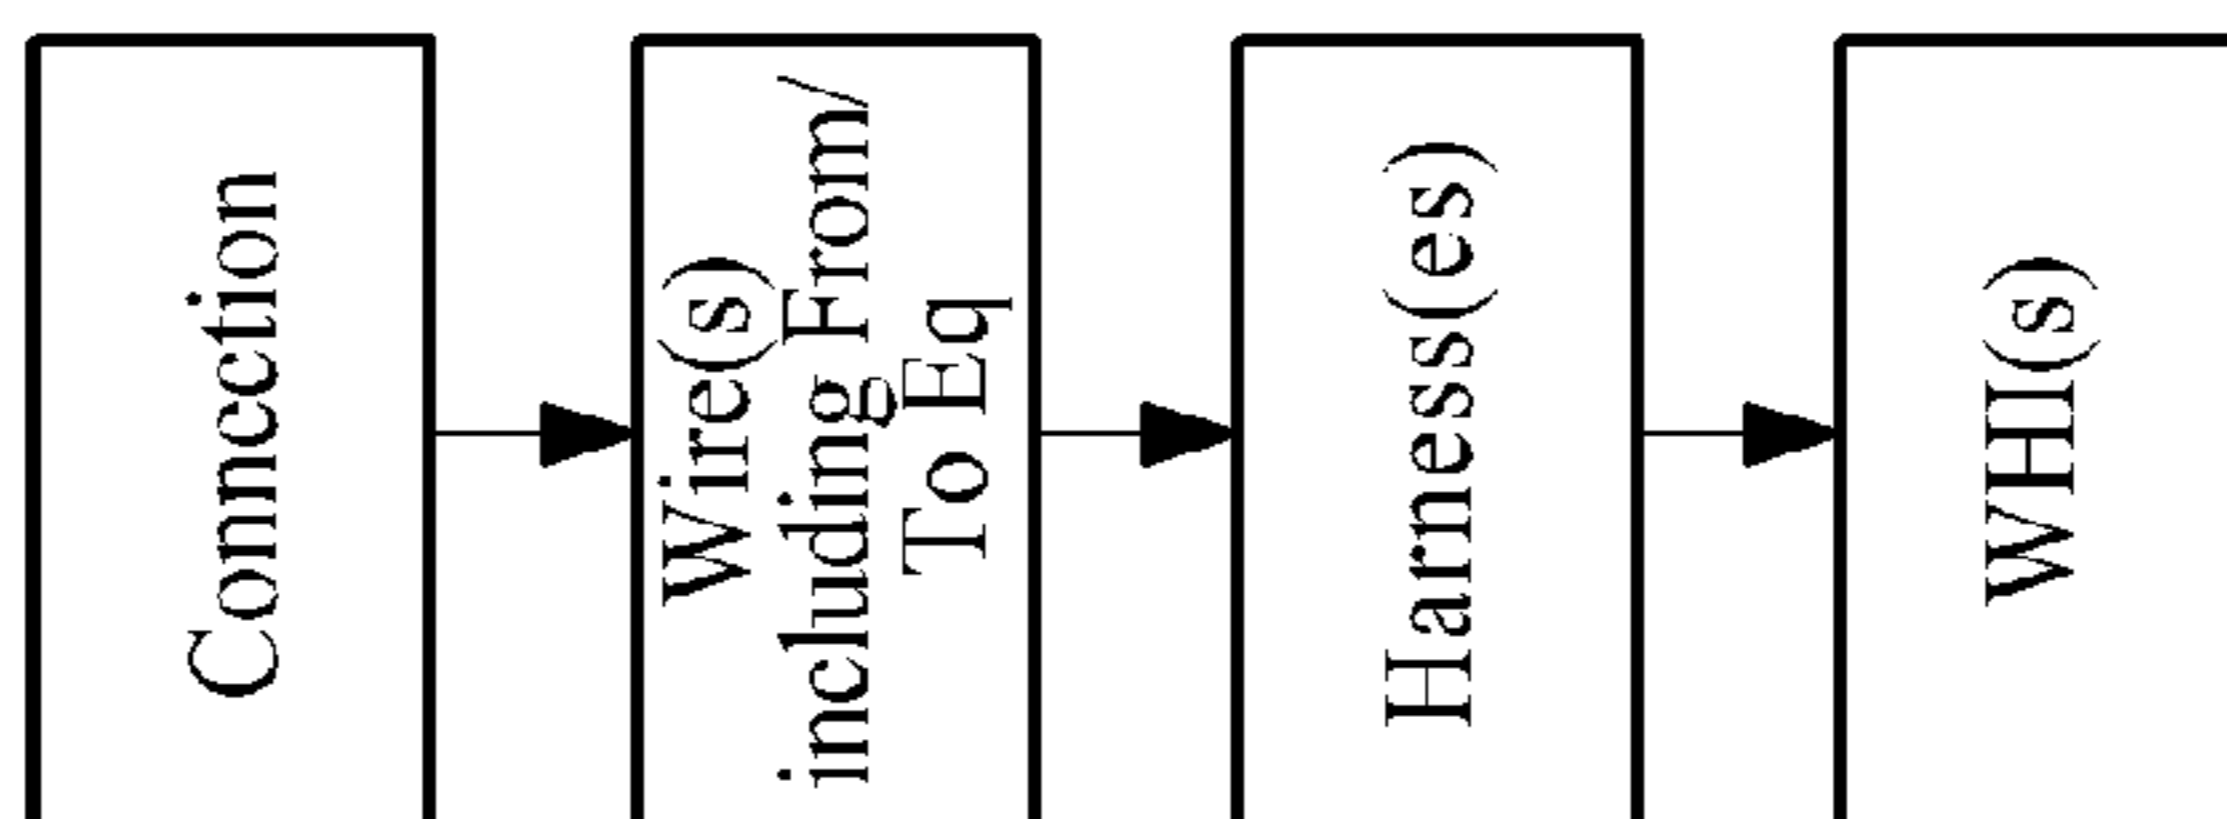 Connection
Wire(s)
including From/
To Eq
Harness(es)
WHI(s)